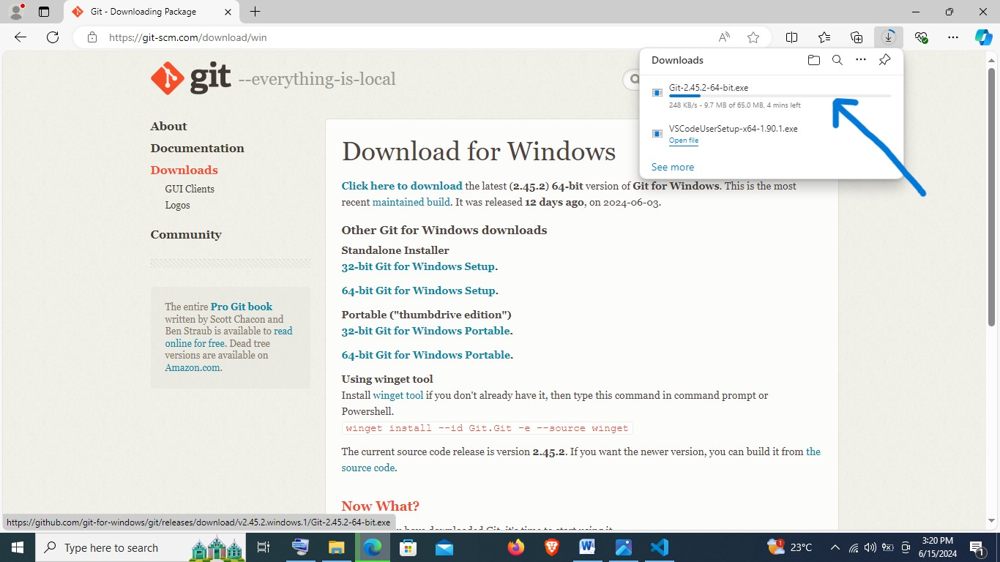 Git - Downloading Package
https://git-scm.com/download/win
git --everything-is-local
Downloads
Git-2.45.2-64-bit.exe
248 KB/s - 9.7 MB of 65.0 MB, 4 mins left
VSCodeUserSetup-x64-1.90.1.exe
Open file
See more
About
Documentation
Downloads
GUI Clients
Logos
Community
The entire Pro Git book
written by Scott Chacon and
Ben Straub is available to read
online for free. Dead tree
versions are available on
Amazon.com.
Download for Windows
Click here to download the latest (2.45.2) 64-bit version of Git for Windows. This is the most
recent maintained build. It was released 12 days ago, on 2024-06-03.
Other Git for Windows downloads
Standalone Installer
32-bit Git for Windows Setup.
64-bit Git for Windows Setup.
Portable ("thumbdrive edition")
32-bit Git for Windows Portable.
64-bit Git for Windows Portable.
Using winget tool
Install winget tool if you don't already have it, then type this command in command prompt or
Powershell.
winget install --id Git.Git -e --source winget
The current source code release is version 2.45.2. If you want the newer version, you can build it from the
source code.
Now What?
how downloaded Git, it's time to start using it
https://github.com/git-for-windows/git/releases/download/v2.45.2.windows.1/Git-2.45.2-64-bit.exe
Type here to search
1
23°C
3:20 PM
6/15/2024
1